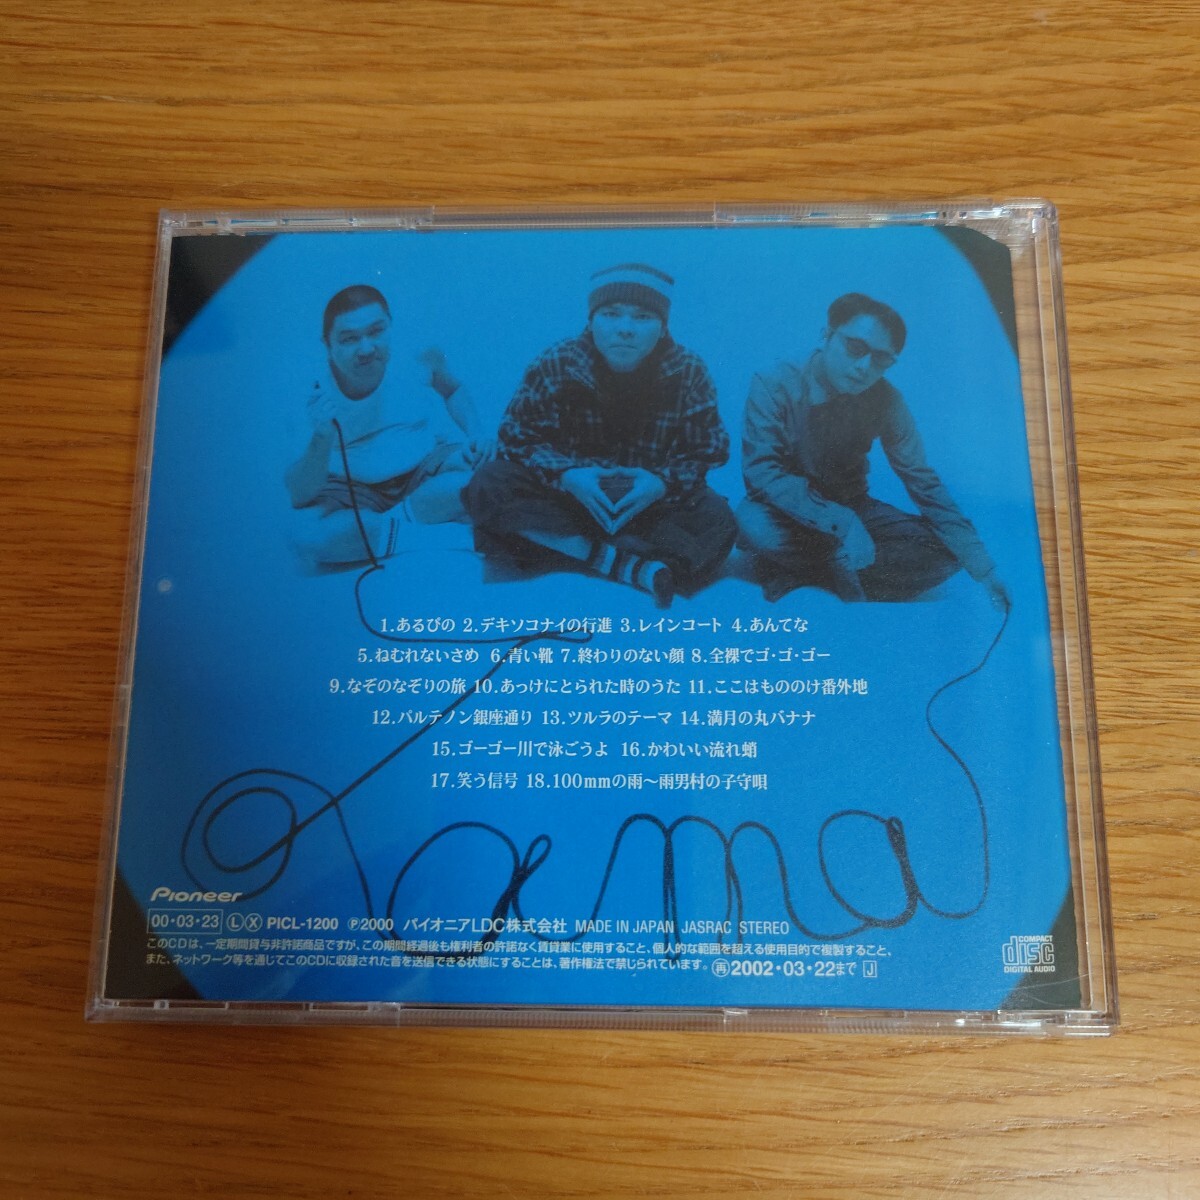 1.あるぴの 2.デキソコナイの行進 3.レインコート 4.あんてな
5.ねむれないさめ 6.青い靴 7.終わりのない顔 8.全裸でゴ・ゴ・ゴー
9.なぞのなぞりの旅 10.あっけにとられた時のうた 11.ここはもののけ番外地
12.パルテノン銀座通り 13.ツルラのテーマ 14.満月の丸バナナ
15.ゴーゴー川で泳ごうよ 16.かわいい流れ蛸
17.笑う信号 18.100mmの雨〜雨男村の子守唄
Tama
Pioneer
00・03・23 Ⓛ Ⓧ PICL-1200 ℗2000 パイオニアLDC株式会社 MADE IN JAPAN JASRAC STEREO
このCDは、一定期間貸与非許諾商品ですが、この期間経過後も権利者の許諾なく賃貸業に使用すること、個人的な範囲を超える使用目的で複製すること、
また、ネットワーク等を通じてこのCDに収録された音を送信できる状態にすることは、著作権法で禁じられています。㊢2002・03・22まで J
COMPACT
disc
DIGITAL AUDIO